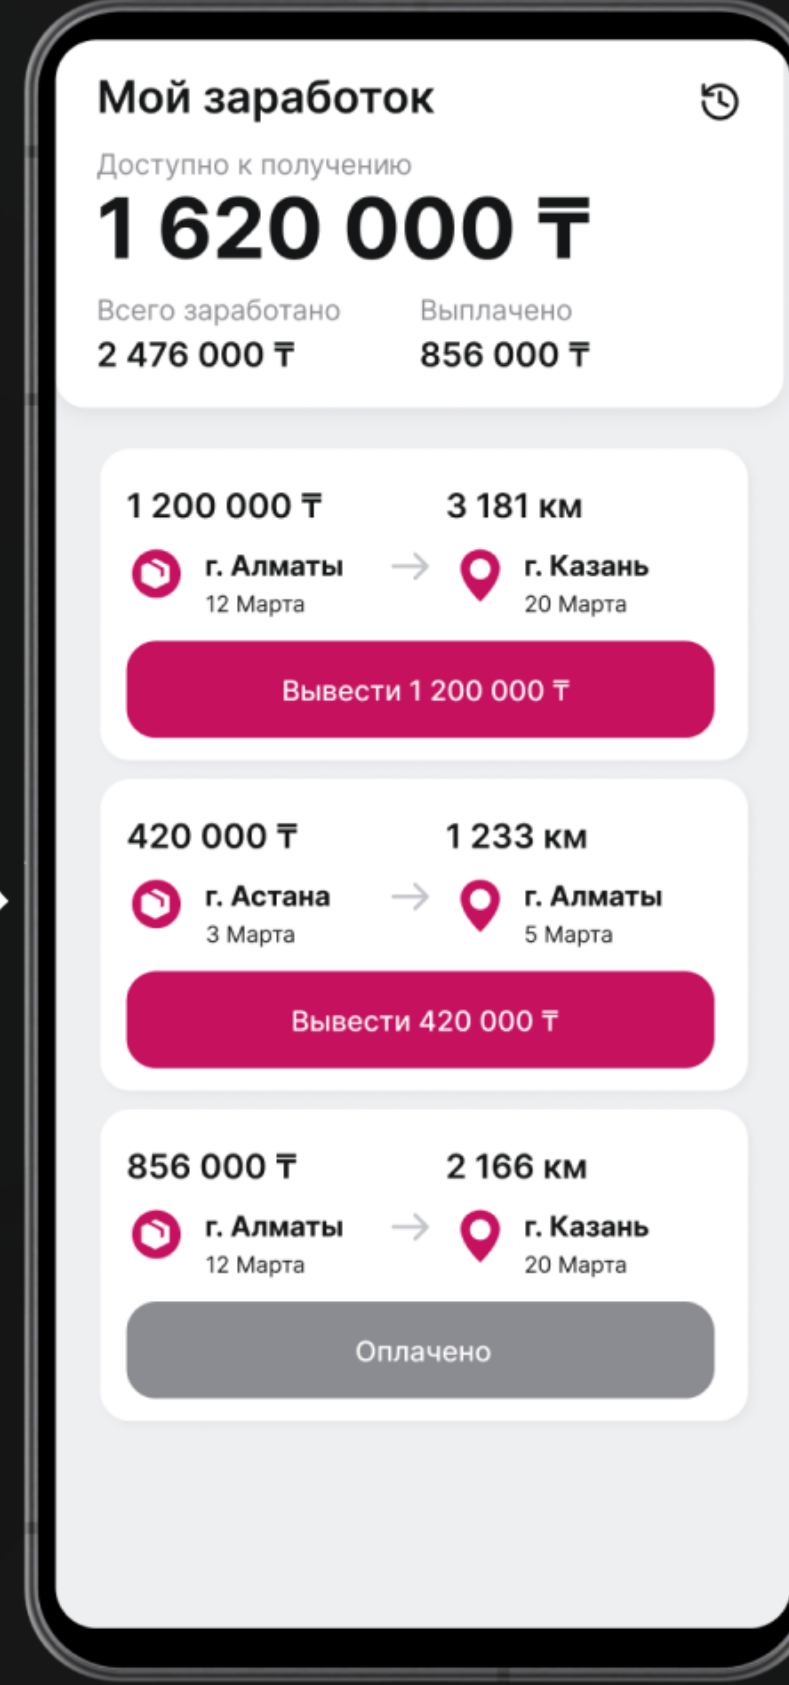 Мой заработок
Доступно к получению
1 620 000 ₸
Всего заработано Выплачено
2 476 000 ₸ 856 000 ₸
1 200 000 ₸ 3 181 км
г. Алматы г. Казань
12 Марта 20 Марта
Вывести 1 200 000 ₸
420 000 ₸ 1 233 км
г. Астана г. Алматы
3 Марта 5 Марта
Вывести 420 000 ₸
856 000 ₸ 2 166 км
г. Алматы г. Казань
12 Марта 20 Марта
Оплачено